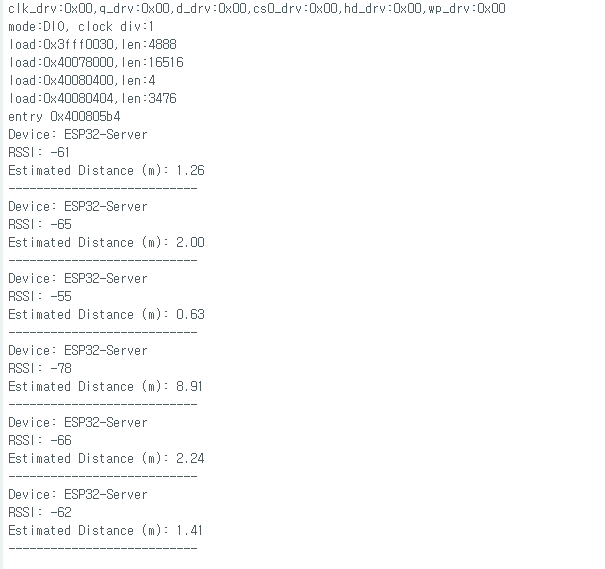 clk_drv:0x00,q_drv:0x00,d_drv:0x00,cs0_drv:0x00,hd_drv:0x00,wp_drv:0x00
mode:DIO, clock div:1
load:0x3fff0030,len:4888
load:0x40078000,len:16516
load:0x40080400,len:4
load:0x40080404,len:3476
entry 0x400805b4
Device: ESP32-Server
RSSI: -61
Estimated Distance (m): 1.26
---------------------------
Device: ESP32-Server
RSSI: -65
Estimated Distance (m): 2.00
---------------------------
Device: ESP32-Server
RSSI: -55
Estimated Distance (m): 0.63
---------------------------
Device: ESP32-Server
RSSI: -78
Estimated Distance (m): 8.91
---------------------------
Device: ESP32-Server
RSSI: -66
Estimated Distance (m): 2.24
---------------------------
Device: ESP32-Server
RSSI: -62
Estimated Distance (m): 1.41
---------------------------